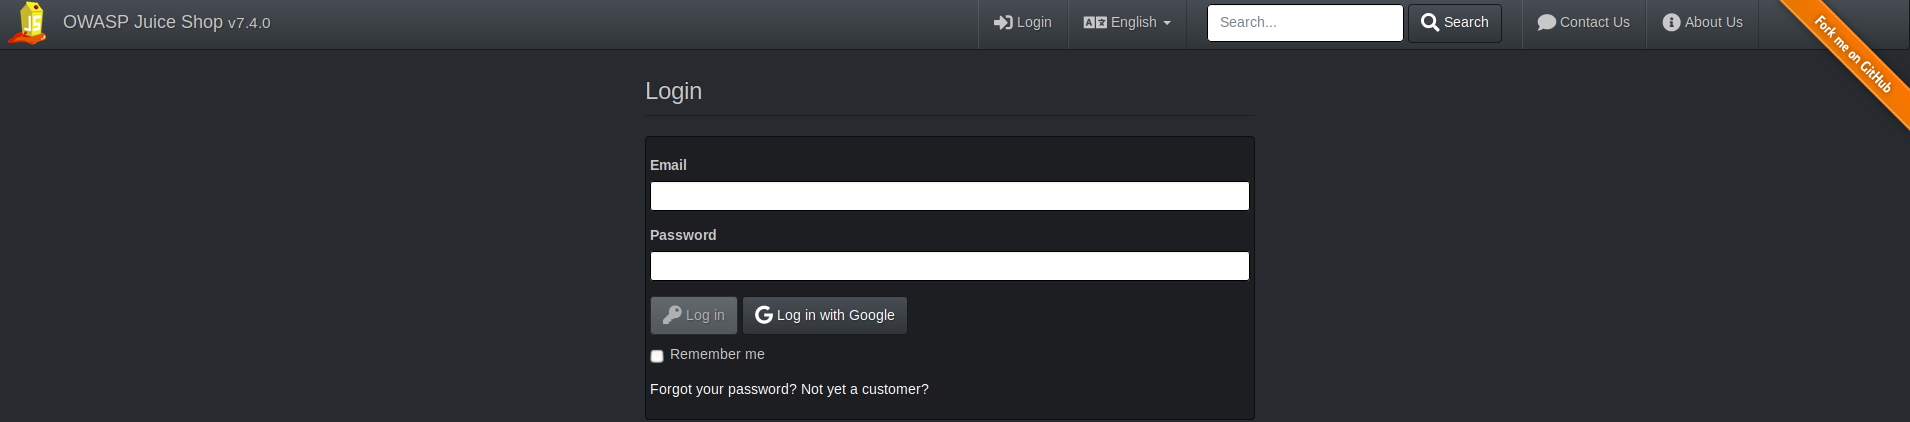 JS
OWASP Juice Shop v7.4.0
Login
English
Search...
Search
Contact Us
About Us
Fork me on GitHub
Login
Email
Password
Log in
Log in with Google
Remember me
Forgot your password? Not yet a customer?